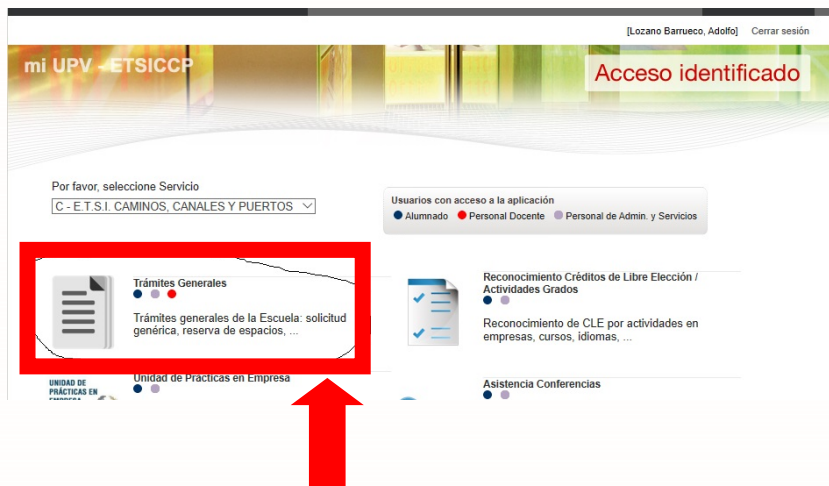 [Lozano Barrueco, Adolfo] Cerrar sesión
mi UPV - ETSICCP
Acceso identificado
Por favor, seleccione Servicio
C - E.T.S.I. CAMINOS, CANALES Y PUERTOS
Usuarios con acceso a la aplicación
Alumnado Personal Docente Personal de Admin. y Servicios
Trámites Generales
Trámites generales de la Escuela: solicitud
genérica, reserva de espacios, ...
Reconocimiento Créditos de Libre Elección /
Actividades Grados
Reconocimiento de CLE por actividades en
empresas, cursos, idiomas, ...
UNIDAD DE
PRÁCTICAS EN
EMPRESA
Unidad de Prácticas en Empresa
Asistencia Conferencias